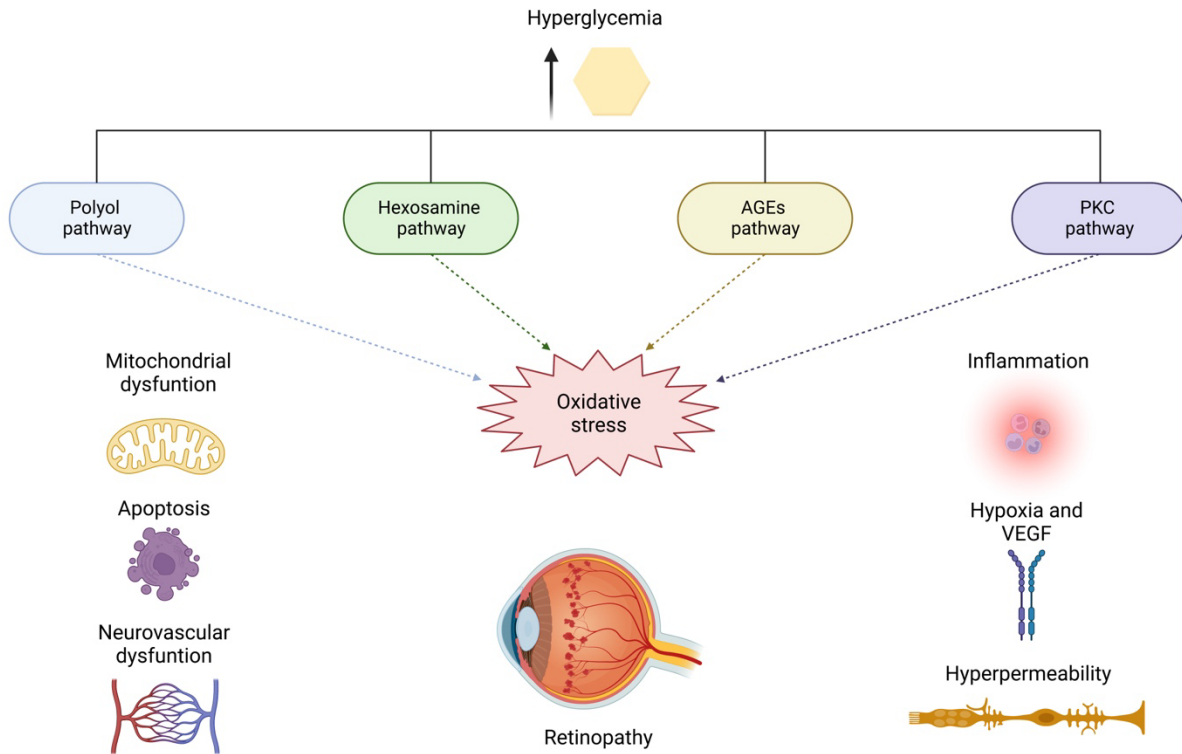 Hyperglycemia
Polyol
pathway
Hexosamine
pathway
AGEs
pathway
PKC
pathway
Mitochondrial
dysfuntion
Oxidative
stress
Inflammation
Apoptosis
Hypoxia and
VEGF
Neurovascular
dysfuntion
Hyperpermeability
Retinopathy